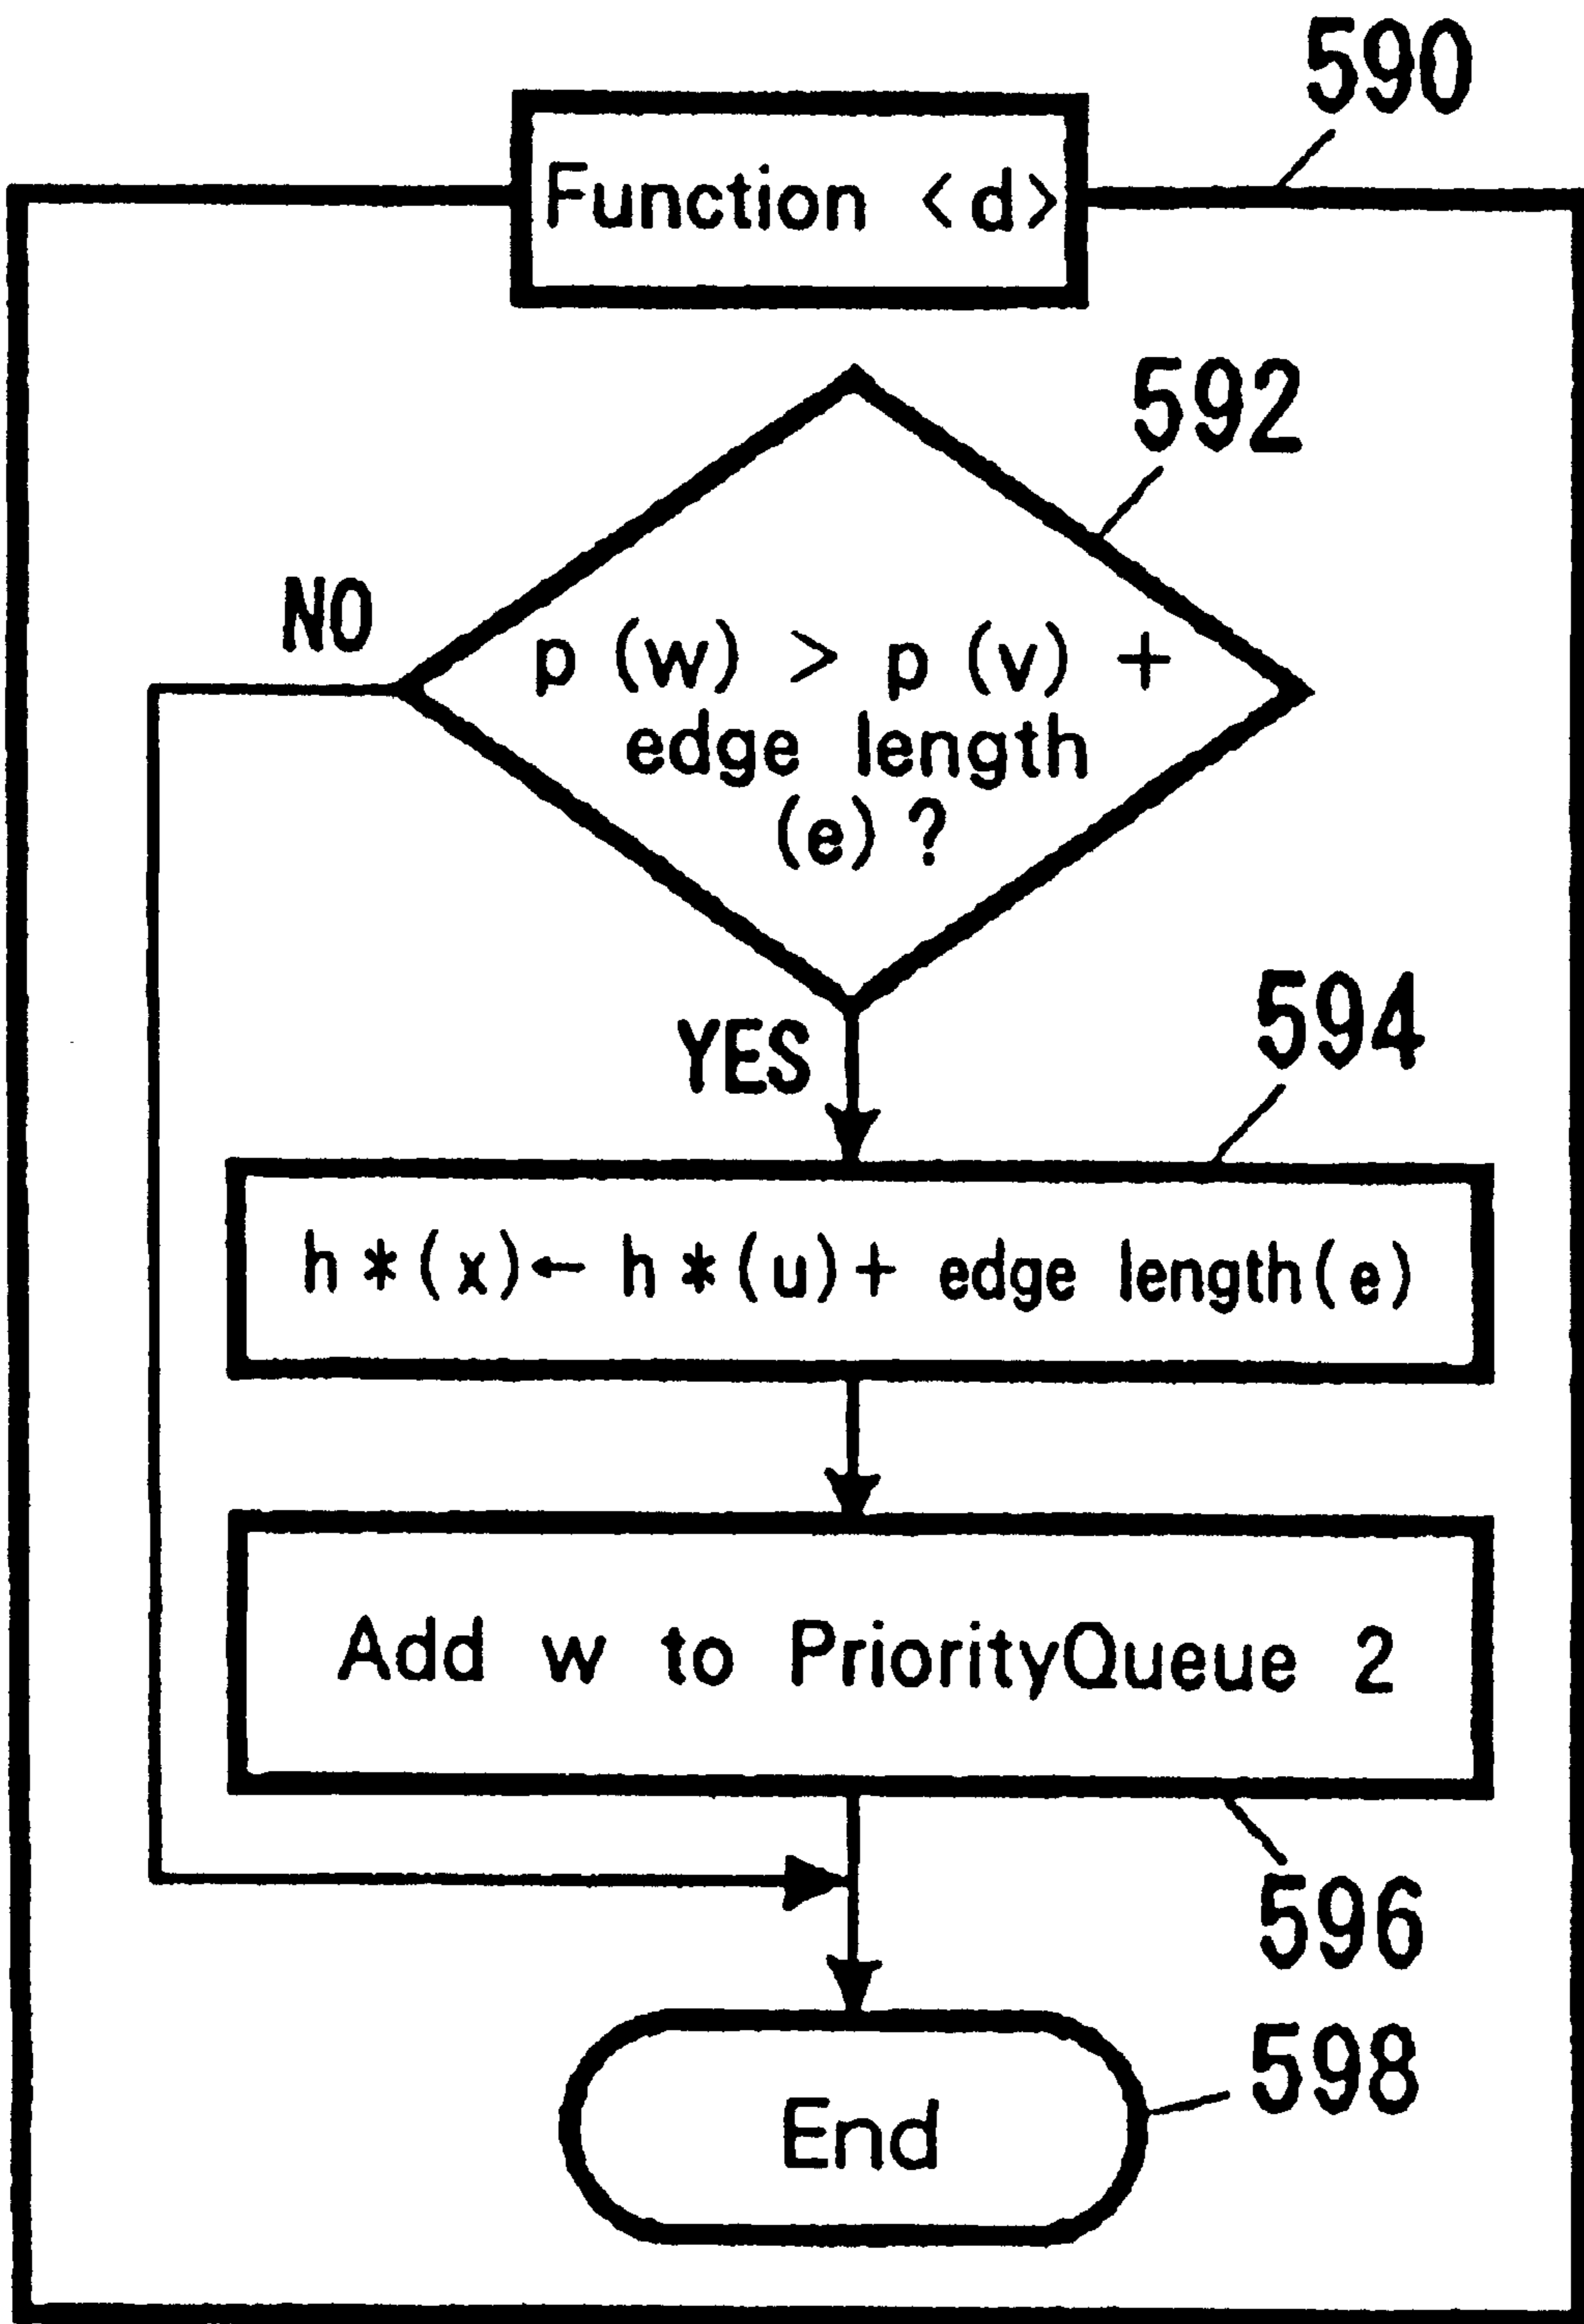 590
Function <d>
592
NO
p (w) > p (v) +
edge length
(e) ?
YES
594
h*(x)← h*(u)+ edge length(e)
Add w to PriorityQueue 2
596
598
End